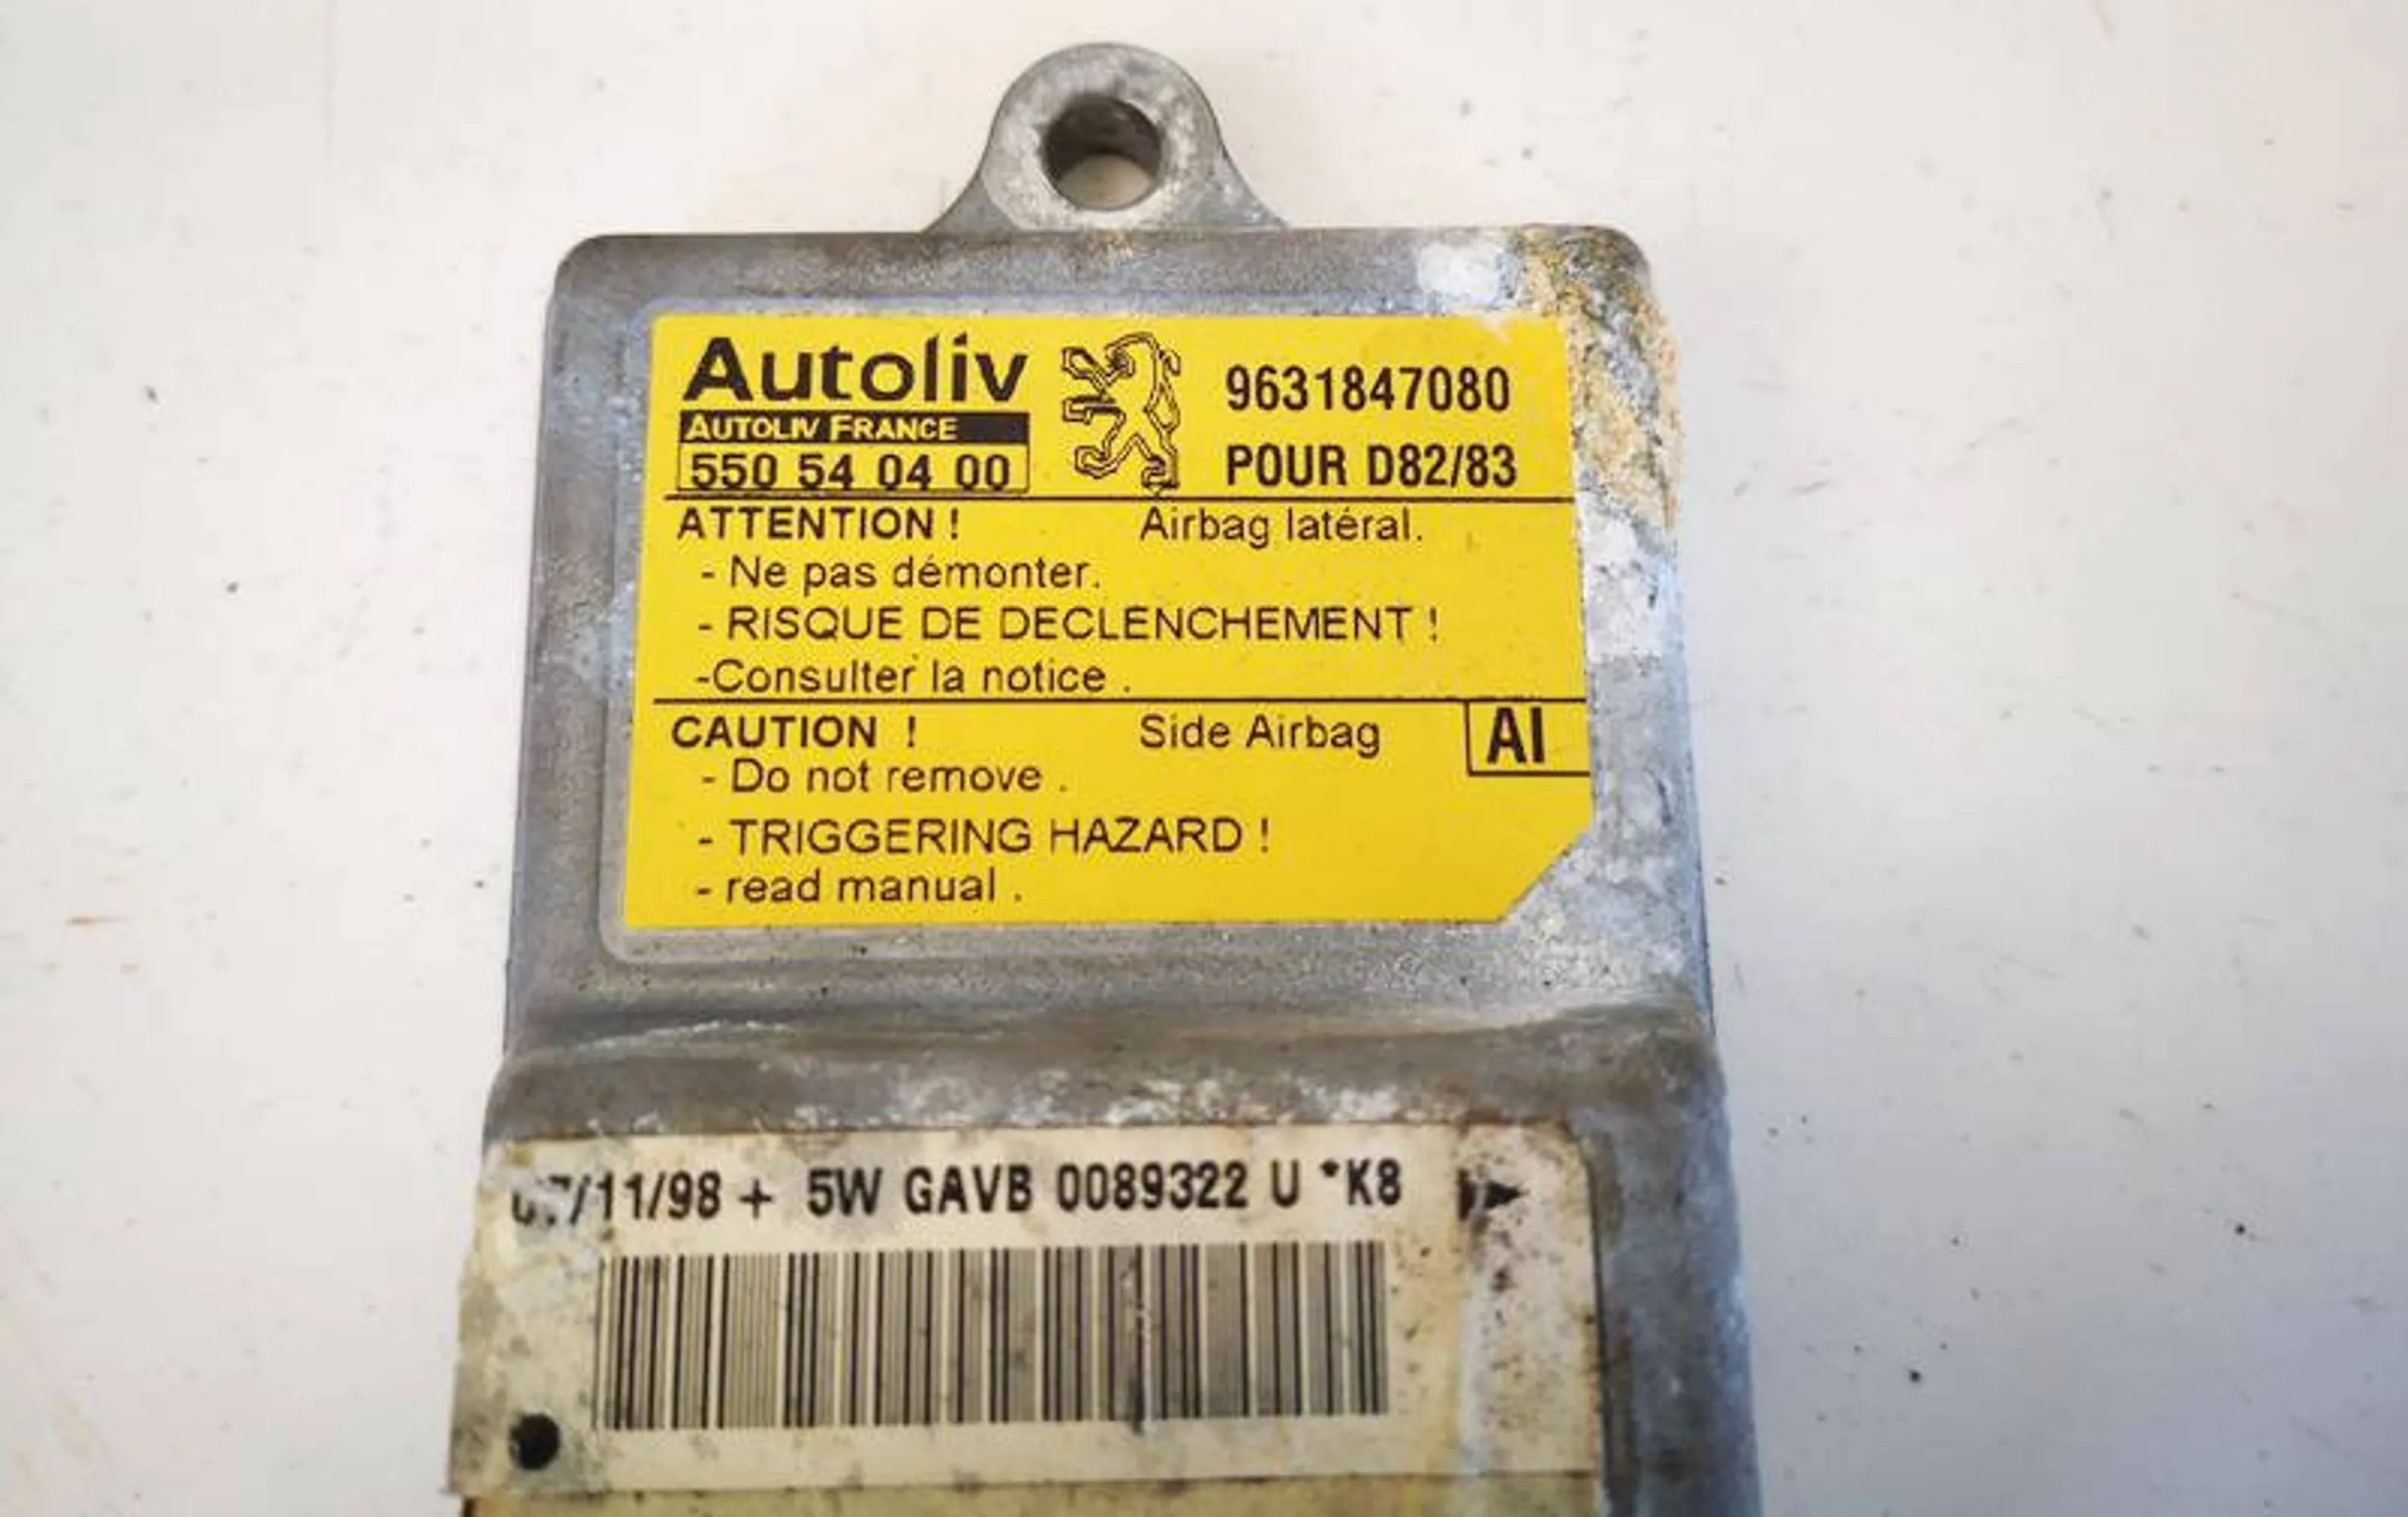 Autoliv
AUTOLIV FRANCE
550 54 04 00
9631847080
POUR D82/83
ATTENTION ! Airbag latéral.
- Ne pas démonter.
- RISQUE DE DECLENCHEMENT !
-Consulter la notice .
CAUTION ! Side Airbag AI
- Do not remove .
- TRIGGERING HAZARD !
- read manual .
/11/98 + 5W GAVB 0089322 U *K8